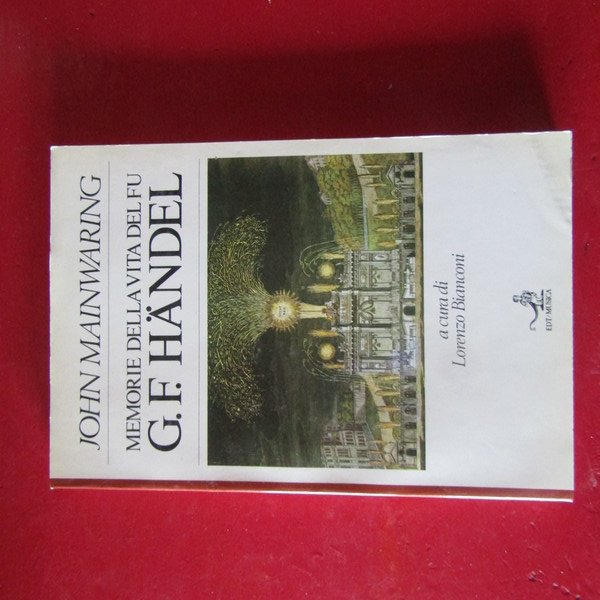 JOHN MAINWARING
MEMORIE DELLA VITA DEL FU
G. F. HÄNDEL
a cura di
Lorenzo Bianconi
EDT/MUSICA